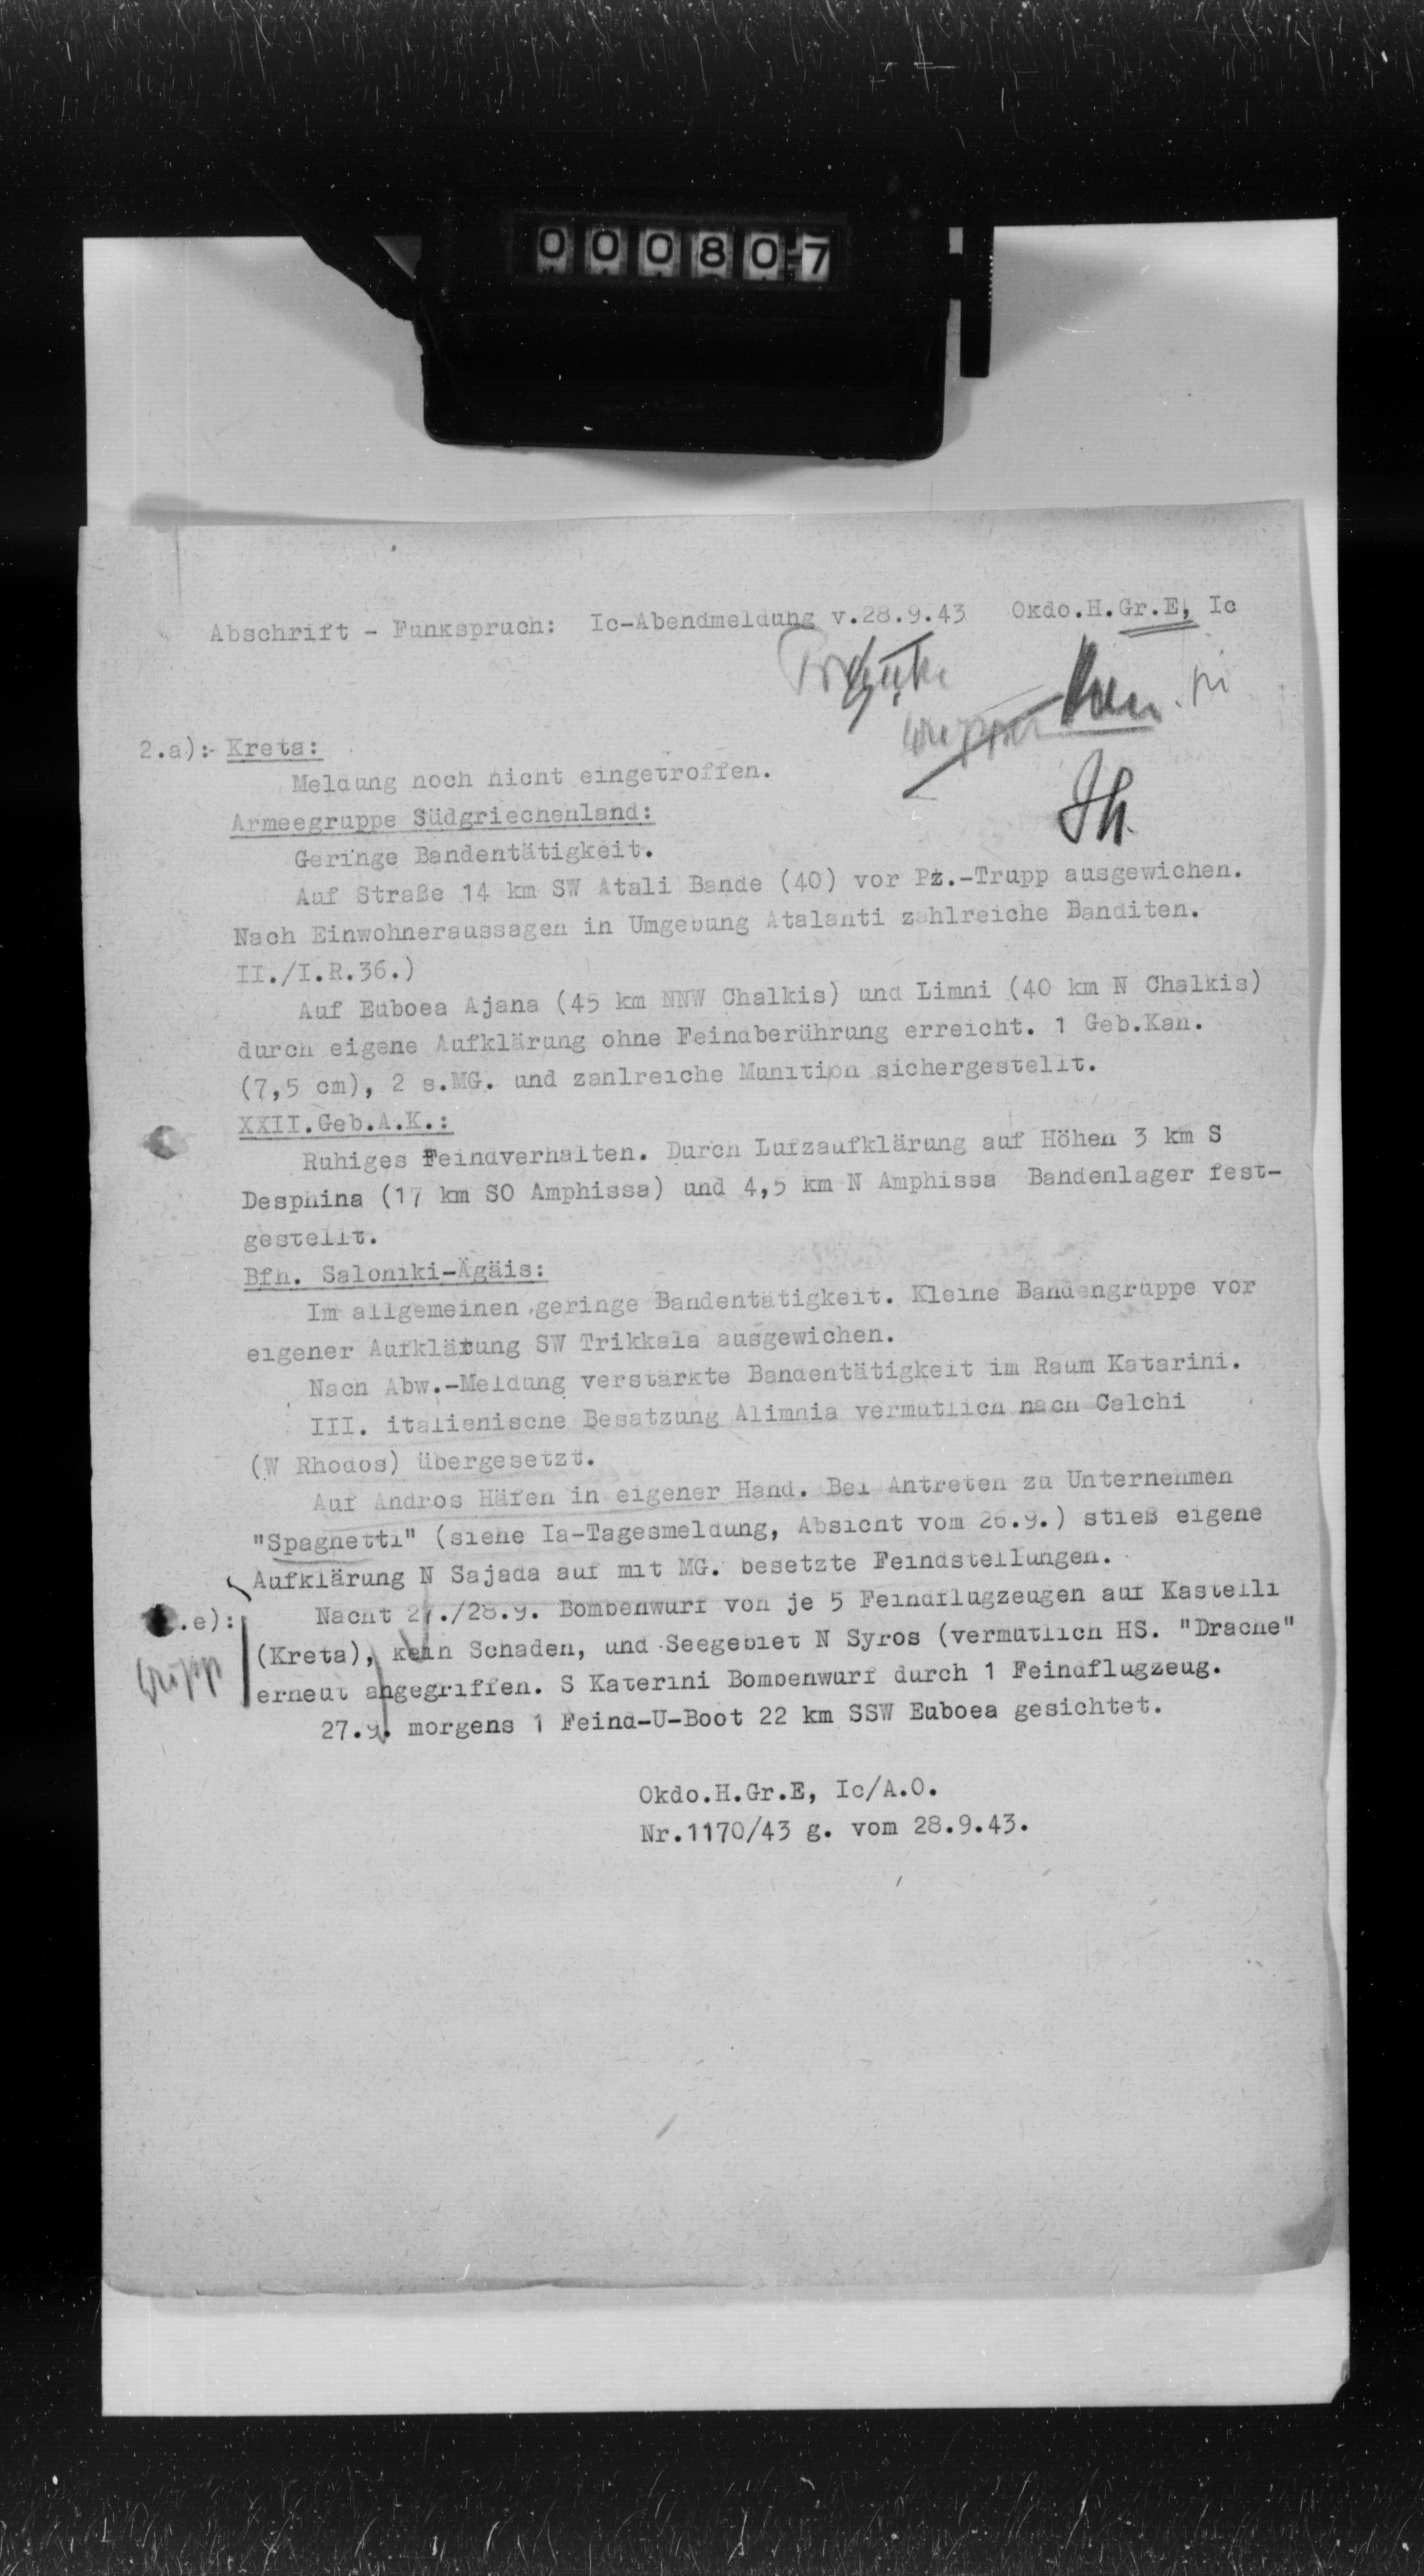 000807
Abschrift - Funkspruch: Ic-Abendmeldung v.28.9.43 Okdo.H.Gr.E, Ic
2.a):- Kreta:
Meldung noch nicht eingetroffen.
Armeegruppe Südgriechenland:
Geringe Bandentätigkeit.
Auf Straße 14 km SW Atali Bande (40) vor Pz.-Trupp ausgewichen.
Nach Einwohneraussagen in Umgebung Atalanti zahlreiche Banditen.
II./I.R.36.)
Auf Euboea Ajana (45 km NNW Chalkis) und Limni (40 km N Chalkis)
durch eigene Aufklärung ohne Feindberührung erreicht. 1 Geb.Kan.
(7,5 cm), 2 s.MG. und zahlreiche Munition sichergestellt.
XXII.Geb.A.K.:
Ruhiges Feindverhalten. Durch Lufzaufklärung auf Höhen 3 km S
Desphina (17 km SO Amphissa) und 4,5 km N Amphissa Bandenlager fest-
gestellt.
Bfh. Saloniki-Ägäis:
Im allgemeinen geringe Bandentätigkeit. Kleine Bandengruppe vor
eigener Aufklärung SW Trikkala ausgewichen.
Nach Abw.-Meldung verstärkte Bandentätigkeit im Raum Katarini.
III. italienische Besatzung Alimnia vermutlich nach Calchi
(W Rhodos) übergesetzt.
Auf Andros Häfen in eigener Hand. Bei Antreten zu Unternehmen
"Spagnetti" (siehe Ia-Tagesmeldung, Absicht vom 26.9.) stieß eigene
Aufklärung N Sajada auf mit MG. besetzte Feindstellungen.
.e): Nacht 27./28.9. Bombenwurf von je 5 Feindflugzeugen auf Kastelli
(Kreta), kein Schaden, und Seegebiet N Syros (vermutlich HS. "Drache"
erneut angegriffen. S Katerini Bombenwurf durch 1 Feindflugzeug.
27.9. morgens 1 Feind-U-Boot 22 km SSW Euboea gesichtet.
Okdo.H.Gr.E, Ic/A.O.
Nr.1170/43 g. vom 28.9.43.